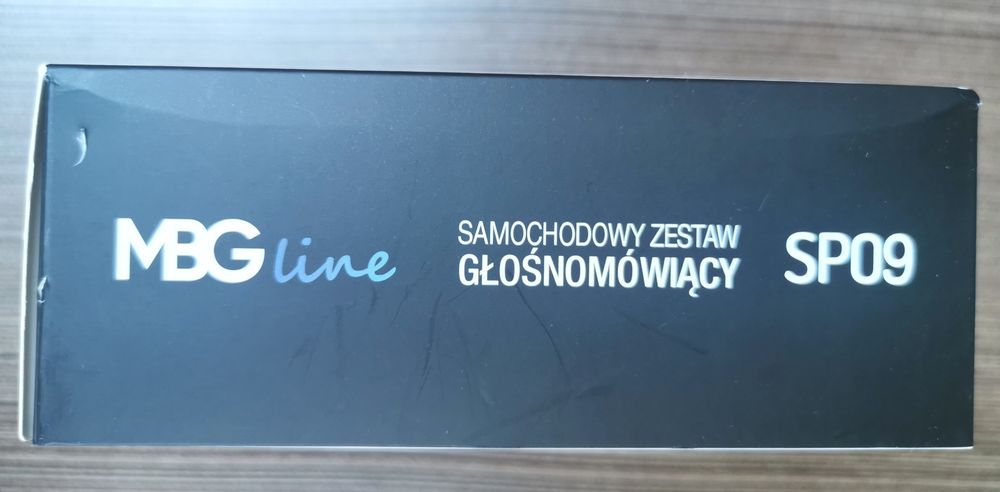 MBG line
SAMOCHODOWY ZESTAW
GŁOŚNOMÓWIĄCY
SP09